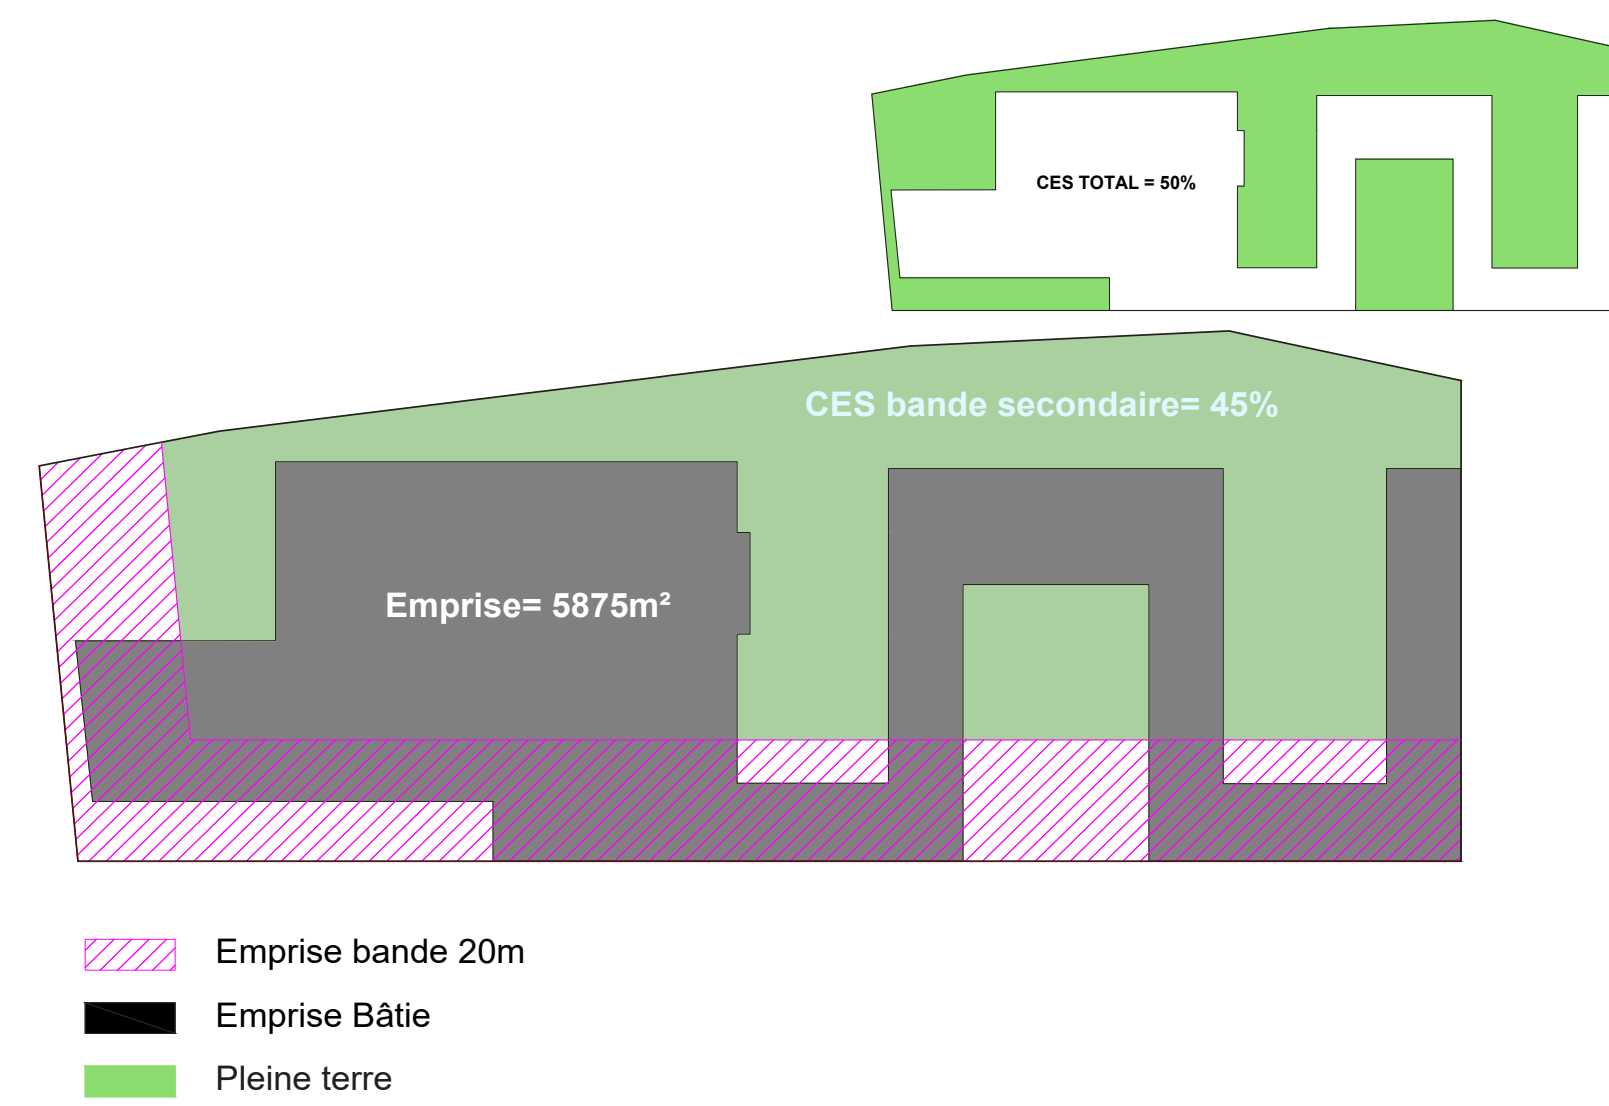 CES TOTAL = 50%
CES bande secondaire= 45%
Emprise= 5875m²
Emprise bande 20m
Emprise Bâtie
Pleine terre